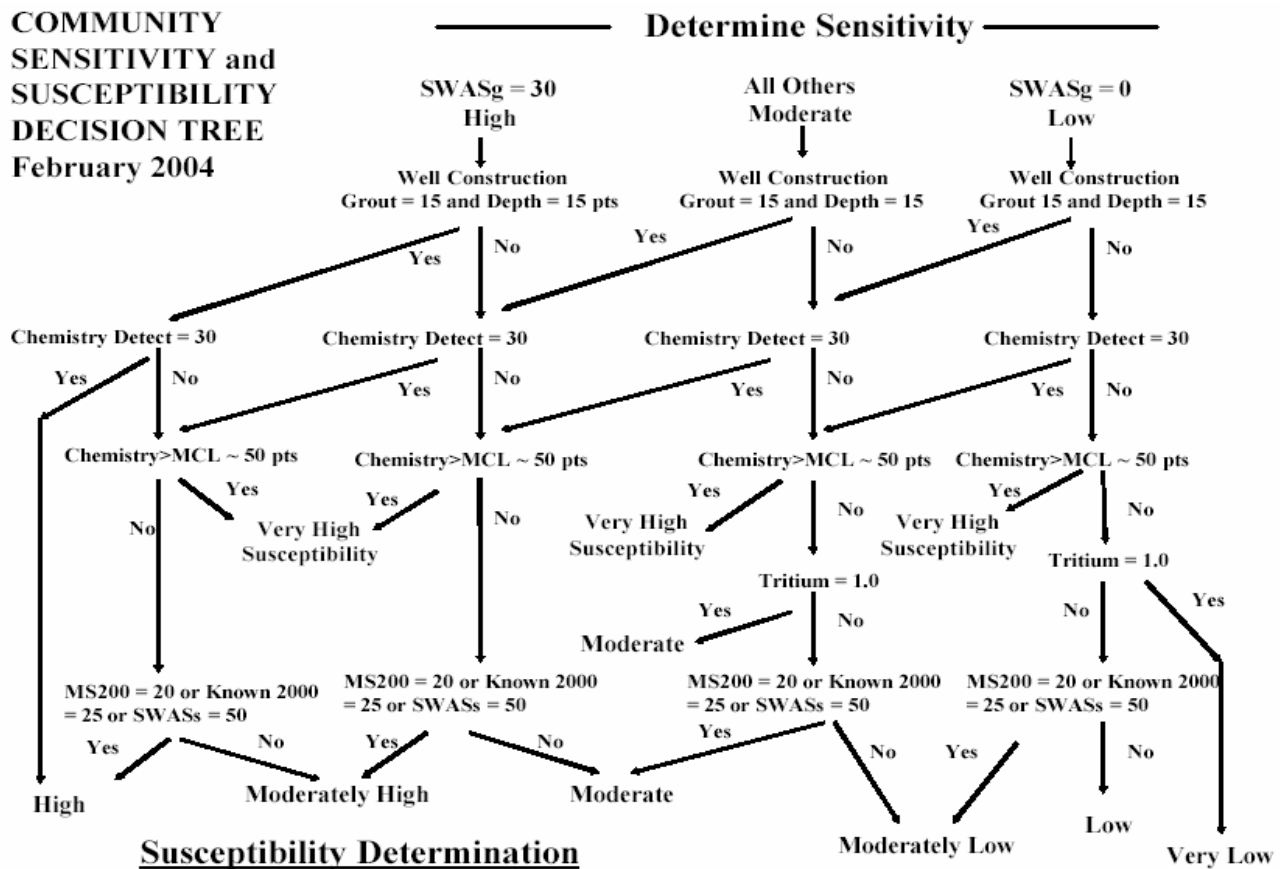 COMMUNITY
SENSITIVITY and
SUSCEPTIBILITY
DECISION TREE
February 2004
Determine Sensitivity
SWASg = 30
High
All Others
Moderate
SWASg = 0
Low
Well Construction
Grout = 15 and Depth = 15 pts
Well Construction
Grout = 15 and Depth = 15
Well Construction
Grout 15 and Depth = 15
Yes
No
Yes
No
Yes
No
Chemistry Detect = 30
Chemistry Detect = 30
Chemistry Detect = 30
Chemistry Detect = 30
Yes
No
Yes
No
Yes
No
Yes
No
Chemistry>MCL ~ 50 pts
Chemistry>MCL ~ 50 pts
Chemistry>MCL ~ 50 pts
Chemistry>MCL ~ 50 pts
No
Yes
Yes
No
Yes
No
Yes
No
Very High
Susceptibility
Very High
Susceptibility
Very High
Susceptibility
Tritium = 1.0
Tritium = 1.0
Yes
No
No
Yes
Moderate
MS200 = 20 or Known 2000
= 25 or SWASs = 50
MS200 = 20 or Known 2000
= 25 or SWASs = 50
MS200 = 20 or Known 2000
= 25 or SWASs = 50
MS200 = 20 or Known 2000
= 25 or SWASs = 50
Yes
No
Yes
No
Yes
No
Yes
No
High
Moderately High
Moderate
Moderately Low
Low
Very Low
Susceptibility Determination